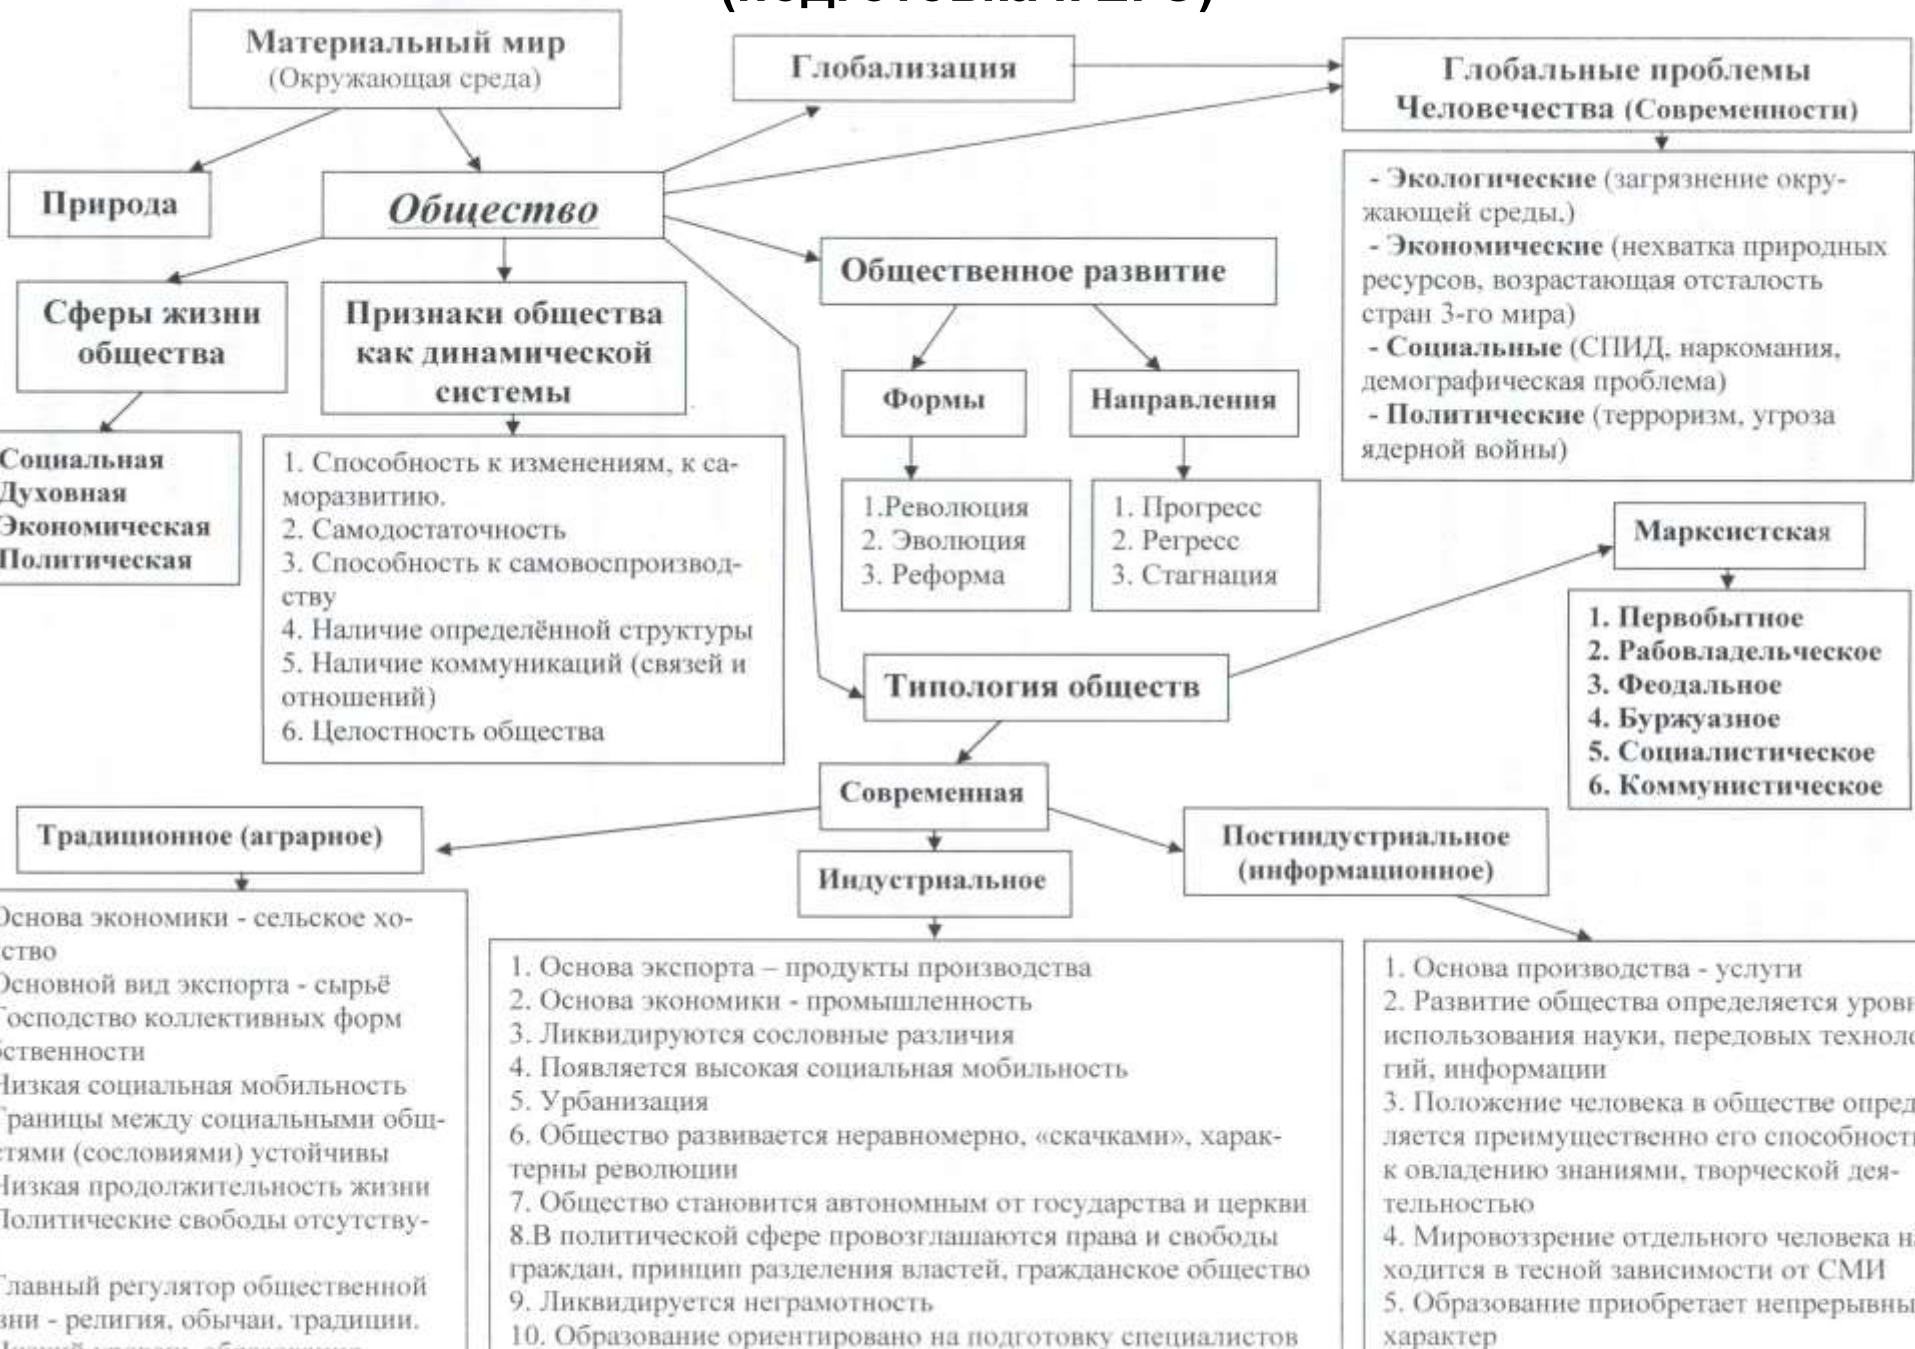 Материальный мир
(Окружающая среда)
Глобализация
Глобальные проблемы
Человечества (Современности)
Природа
Общество
- Экологические (загрязнение окру-
жающей среды,)
- Экономические (нехватка природных
ресурсов, возрастающая отсталость
стран 3-го мира)
- Социальные (СПИД, наркомания,
демографическая проблема)
- Политические (терроризм, угроза
ядерной войны)
Общественное развитие
Сферы жизни
общества
Признаки общества
как динамической
системы
Формы
Направления
Социальная
Духовная
Экономическая
Политическая
1. Способность к изменениям, к са-
моразвитию.
2. Самодостаточность
3. Способность к самовоспроизвод-
ству
4. Наличие определённой структуры
5. Наличие коммуникаций (связей и
отношений)
6. Целостность общества
1.Революция
2. Эволюция
3. Реформа
1. Прогресс
2. Регресс
3. Стагнация
Марксистская
1. Первобытное
2. Рабовладельческое
3. Феодальное
4. Буржуазное
5. Социалистическое
6. Коммунистическое
Типология обществ
Современная
Традиционное (аграрное)
Индустриальное
Постиндустриальное
(информационное)
Основа экономики - сельское хо-
ство
Основной вид экспорта - сырьё
Господство коллективных форм
бственности
Низкая социальная мобильность
Границы между социальными общ-
стями (сословиями) устойчивы
Низкая продолжительность жизни
Политические свободы отсутству-
Главный регулятор общественной
зни - религия, обычаи, традиции.
1. Основа экспорта – продукты производства
2. Основа экономики - промышленность
3. Ликвидируются сословные различия
4. Появляется высокая социальная мобильность
5. Урбанизация
6. Общество развивается неравномерно, «скачками», харак-
терны революции
7. Общество становится автономным от государства и церкви
8.В политической сфере провозглашаются права и свободы
граждан, принцип разделения властей, гражданское общество
9. Ликвидируется неграмотность
10. Образование ориентировано на подготовку специалистов
1. Основа производства - услуги
2. Развитие общества определяется уровн
использования науки, передовых техноло
гий, информации
3. Положение человека в обществе опред
ляется преимущественно его способност
к овладению знаниями, творческой дея-
тельностью
4. Мировоззрение отдельного человека на
ходится в тесной зависимости от СМИ
5. Образование приобретает непрерывны
характер